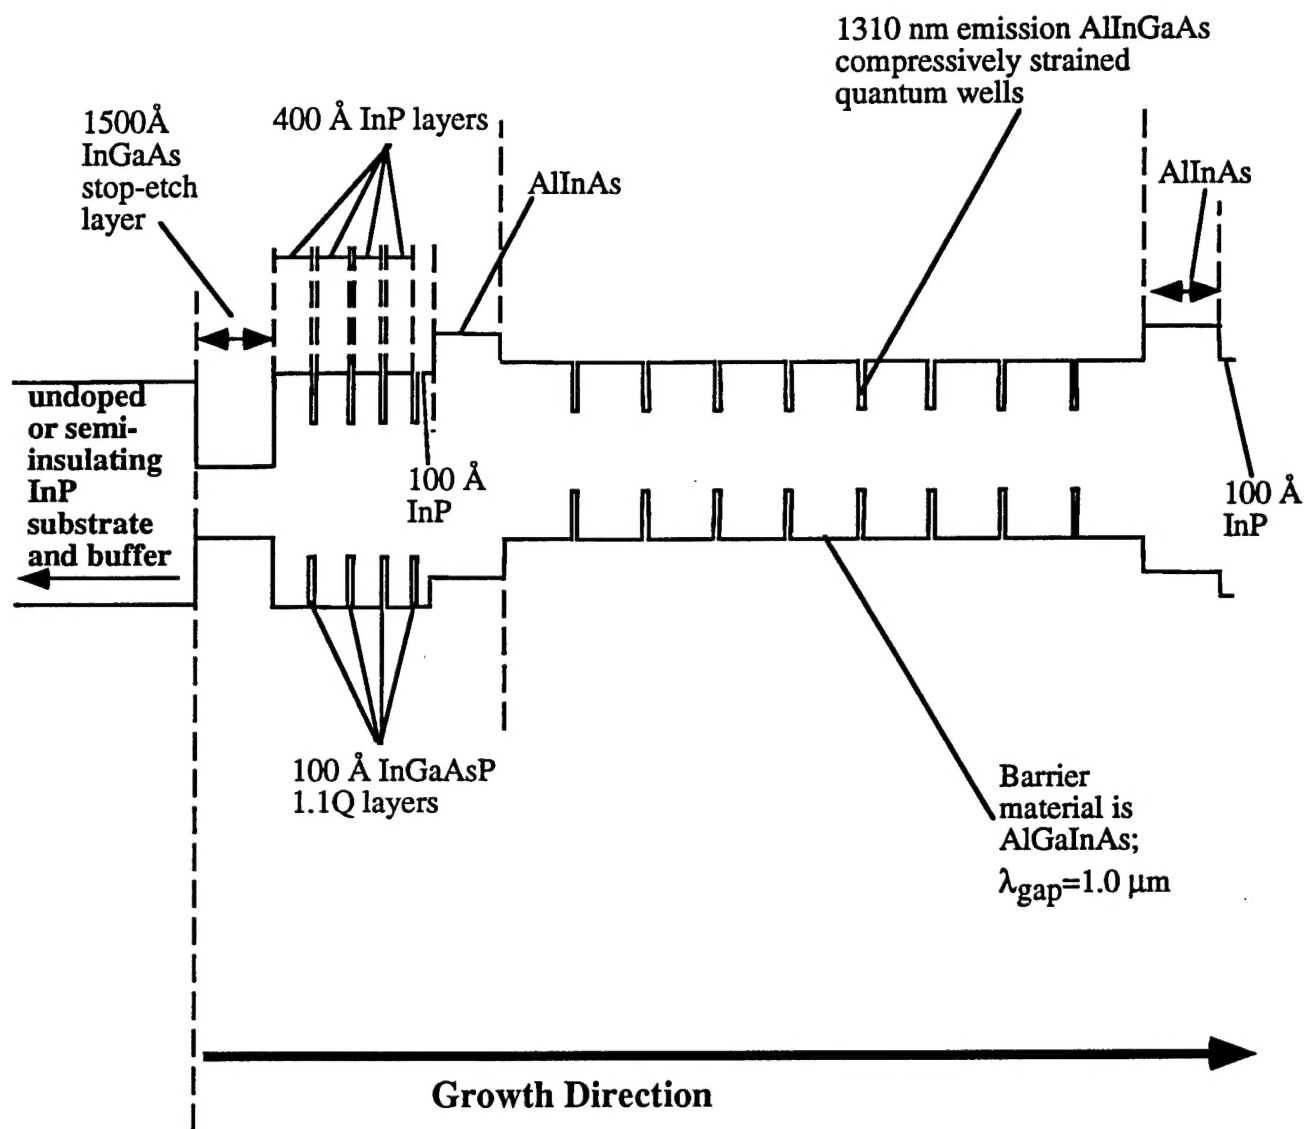 1310 nm emission AlInGaAs
compressively strained
quantum wells
1500Å
InGaAs
stop-etch
layer
400 Å InP layers
AlInAs
AlInAs
undoped
or semi-
insulating
InP
substrate
and buffer
100 Å
InP
100 Å
InP
100 Å InGaAsP
1.1Q layers
Barrier
material is
AlGaInAs;
λgap=1.0 μm
Growth Direction